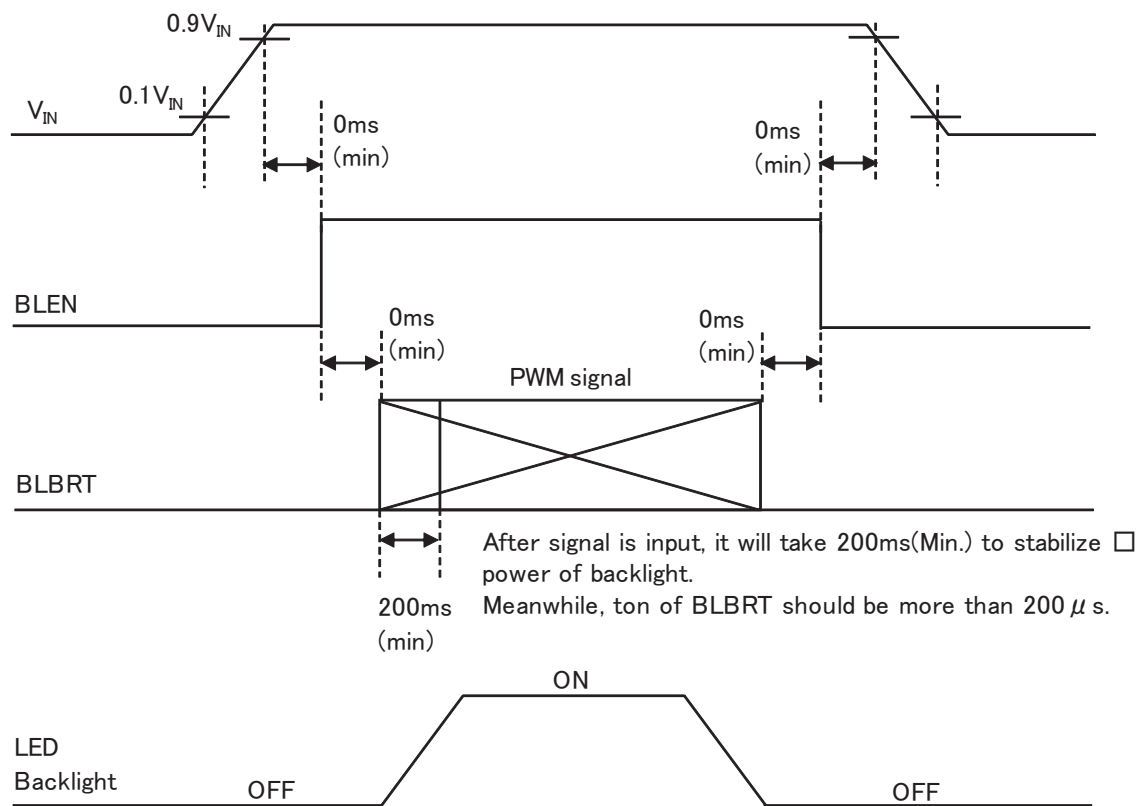 0.9V_IN
0.1V_IN
V_IN
0ms
(min)
0ms
(min)
BLEN
0ms
(min)
0ms
(min)
PWM signal
BLBRT
After signal is input, it will take 200ms(Min.) to stabilize □
power of backlight.
Meanwhile, ton of BLBRT should be more than 200μs.
200ms
(min)
ON
LED
Backlight
OFF
OFF